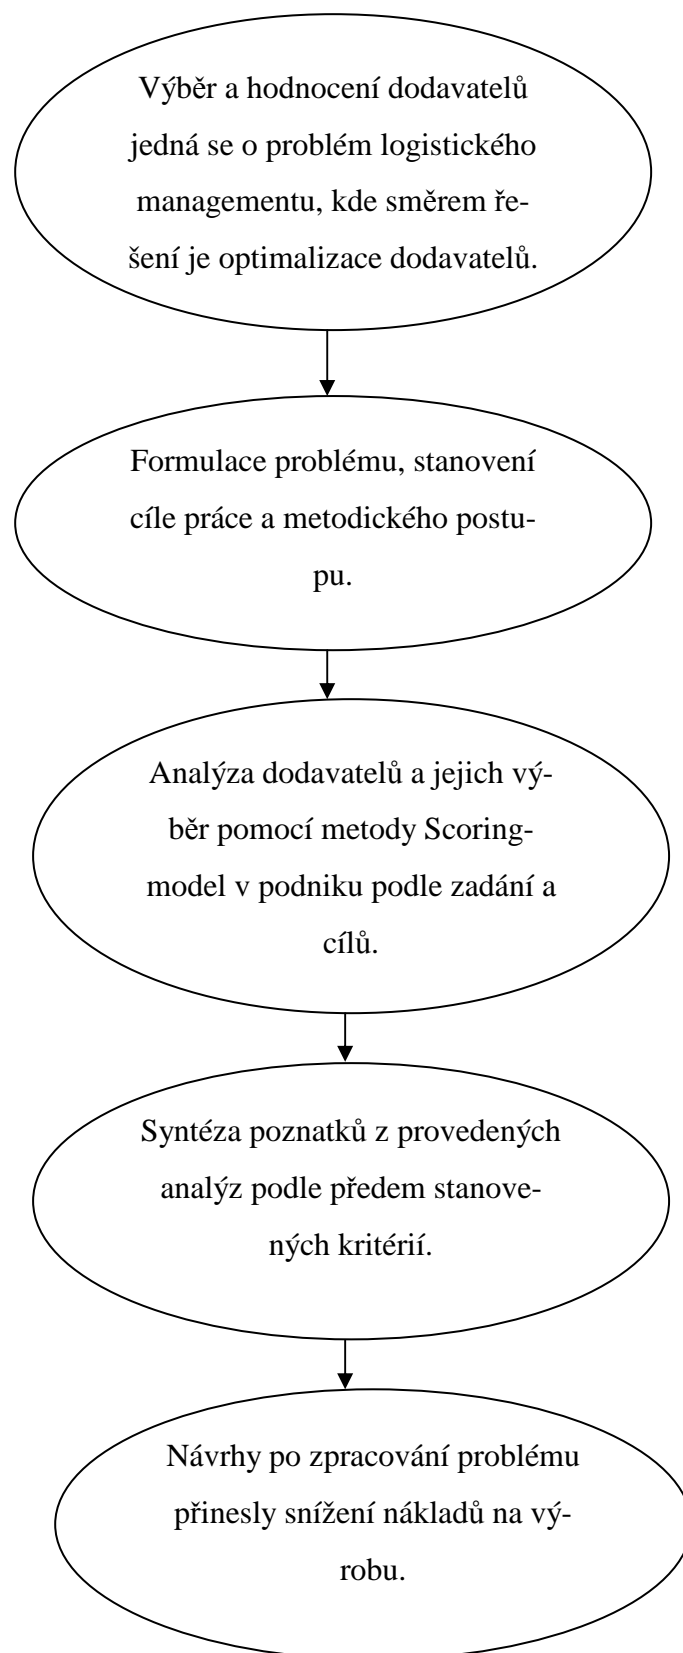 Výběr a hodnocení dodavatelů
jedná se o problém logistického
managementu, kde směrem ře-
šení je optimalizace dodavatelů.
Formulace problému, stanovení
cíle práce a metodického postu-
pu.
Analýza dodavatelů a jejich vý-
běr pomocí metody Scoring-
model v podniku podle zadání a
cílů.
Syntéza poznatků z provedených
analýz podle předem stanove-
ných kritérií.
Návrhy po zpracování problému
přinesly snížení nákladů na vý-
robu.